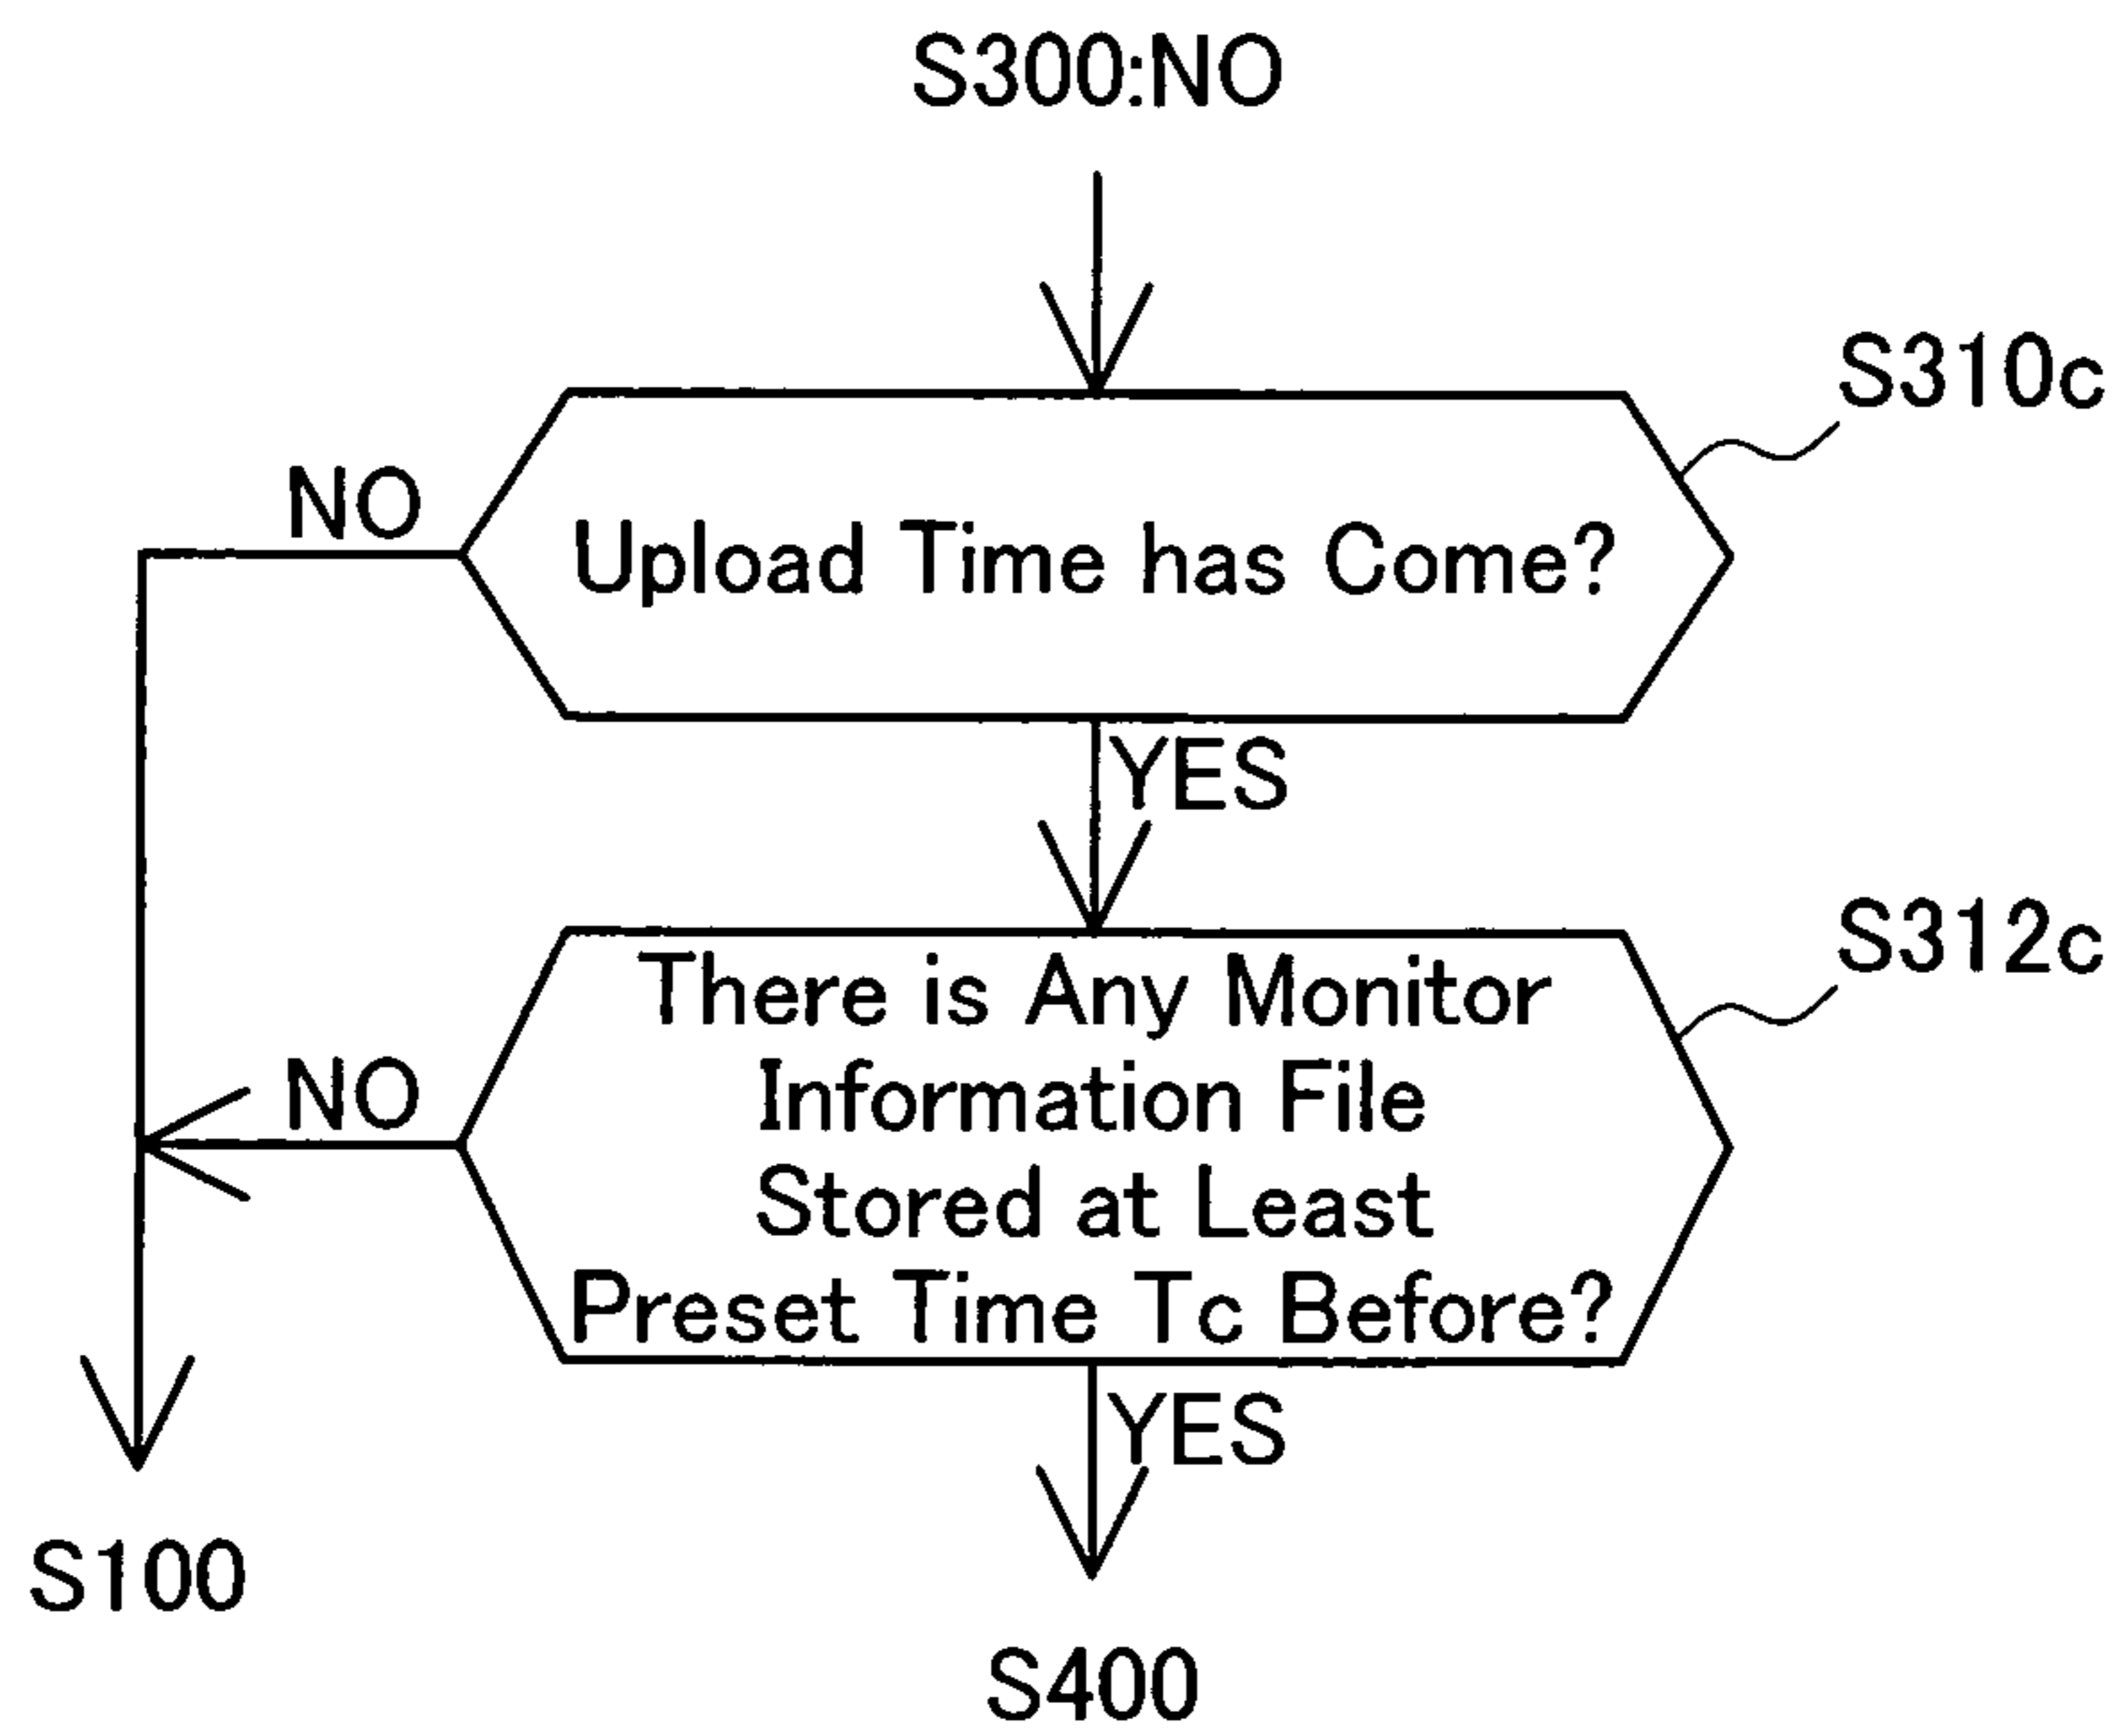 S300:NO
S310c
NO
Upload Time has Come?
YES
S312c
There is Any Monitor
NO
Information File
Stored at Least
Preset Time Tc Before?
YES
S100
S400